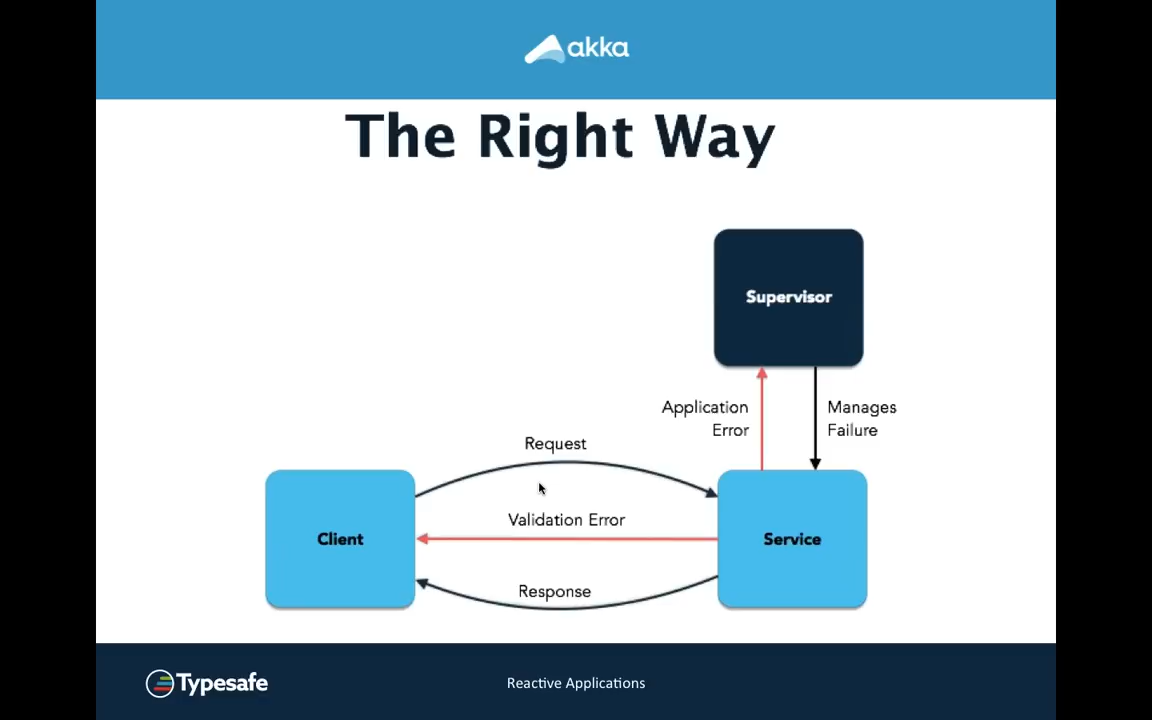 akka
The Right Way
Supervisor
Application
Error
Manages
Failure
Request
Validation Error
Client
Service
Response
Typesafe
Reactive Applications